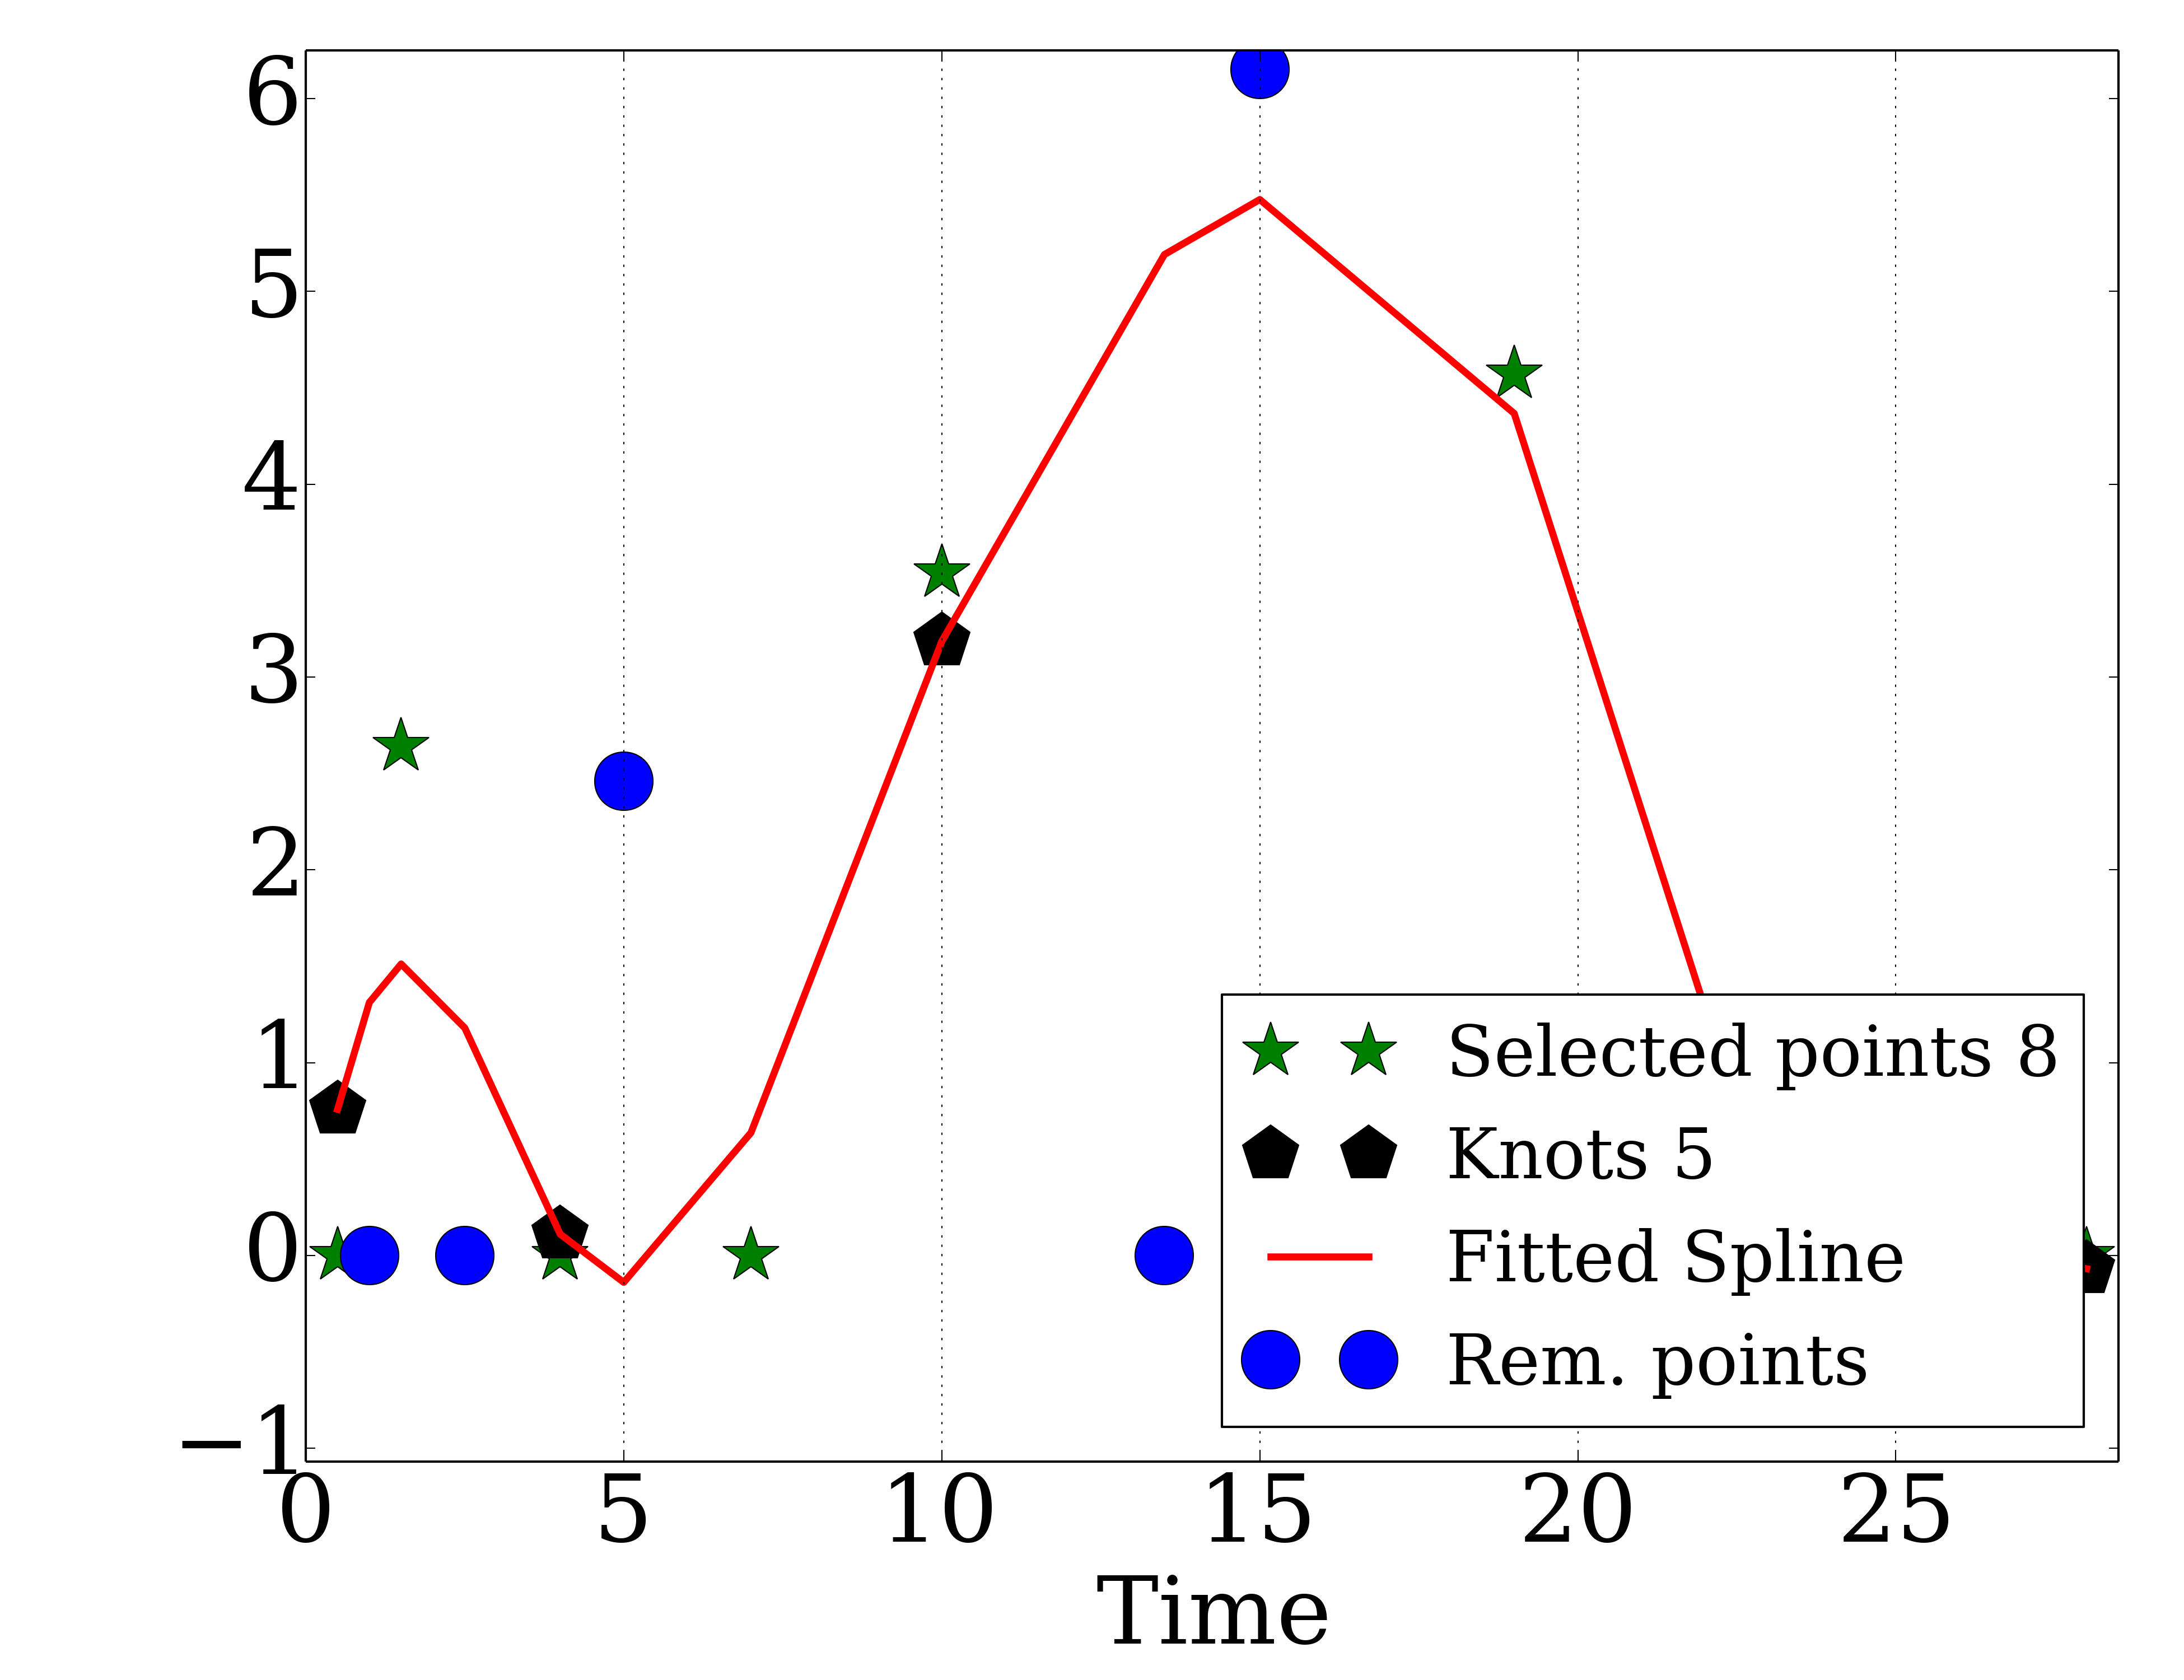 6
5
4
3
2
1
0
−1
0 5 10 15 20 25
Time
Selected points 8
Knots 5
Fitted Spline
Rem. points